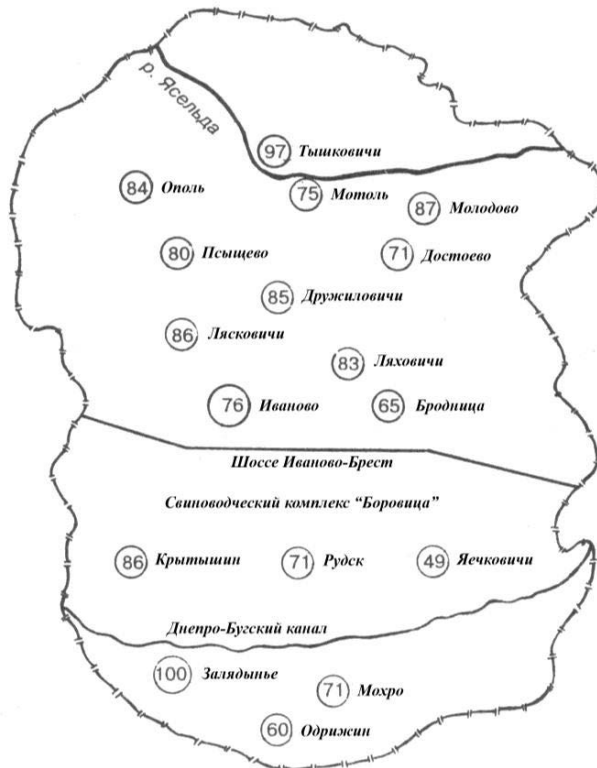 р. Ясельда
97 Тышковичи
84 Ополь
75 Мотоль
87 Молодово
80 Псыщево
71 Достоево
85 Дружиловичи
86 Лясковичи
83 Ляховичи
76 Иваново
65 Бродница
Шоссе Иваново-Брест
Свиноводческий комплекс “Боровица”
86 Крытышин
71 Рудск
49 Яечковичи
Днепро-Бугский канал
100 Залядынье
71 Мохро
60 Одрижин